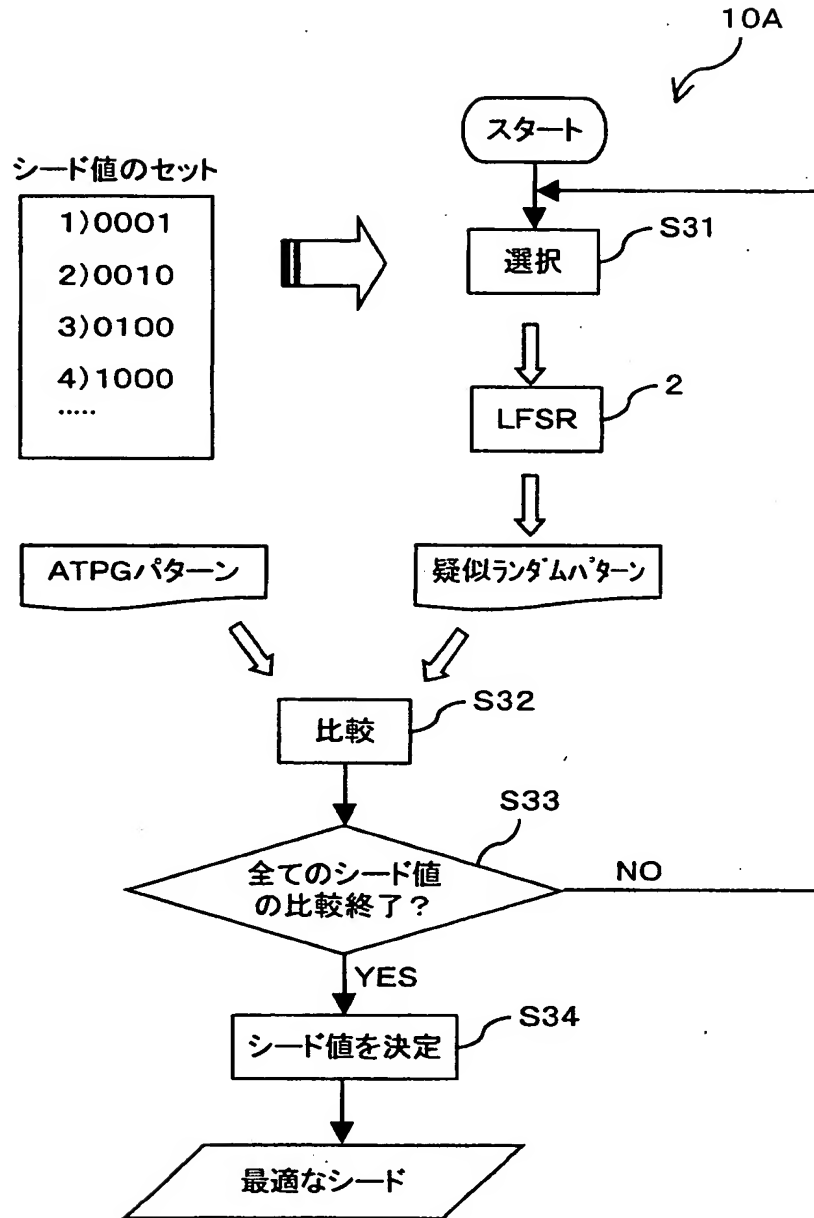 10A
スタート
シード値のセット
1)0001
2)0010
3)0100
4)1000
.....
S31
選択
2
LFSR
ATPGパターン
疑似ランダムパターン
S32
比較
S33
全てのシード値
の比較終了?
NO
YES
S34
シード値を決定
最適なシード